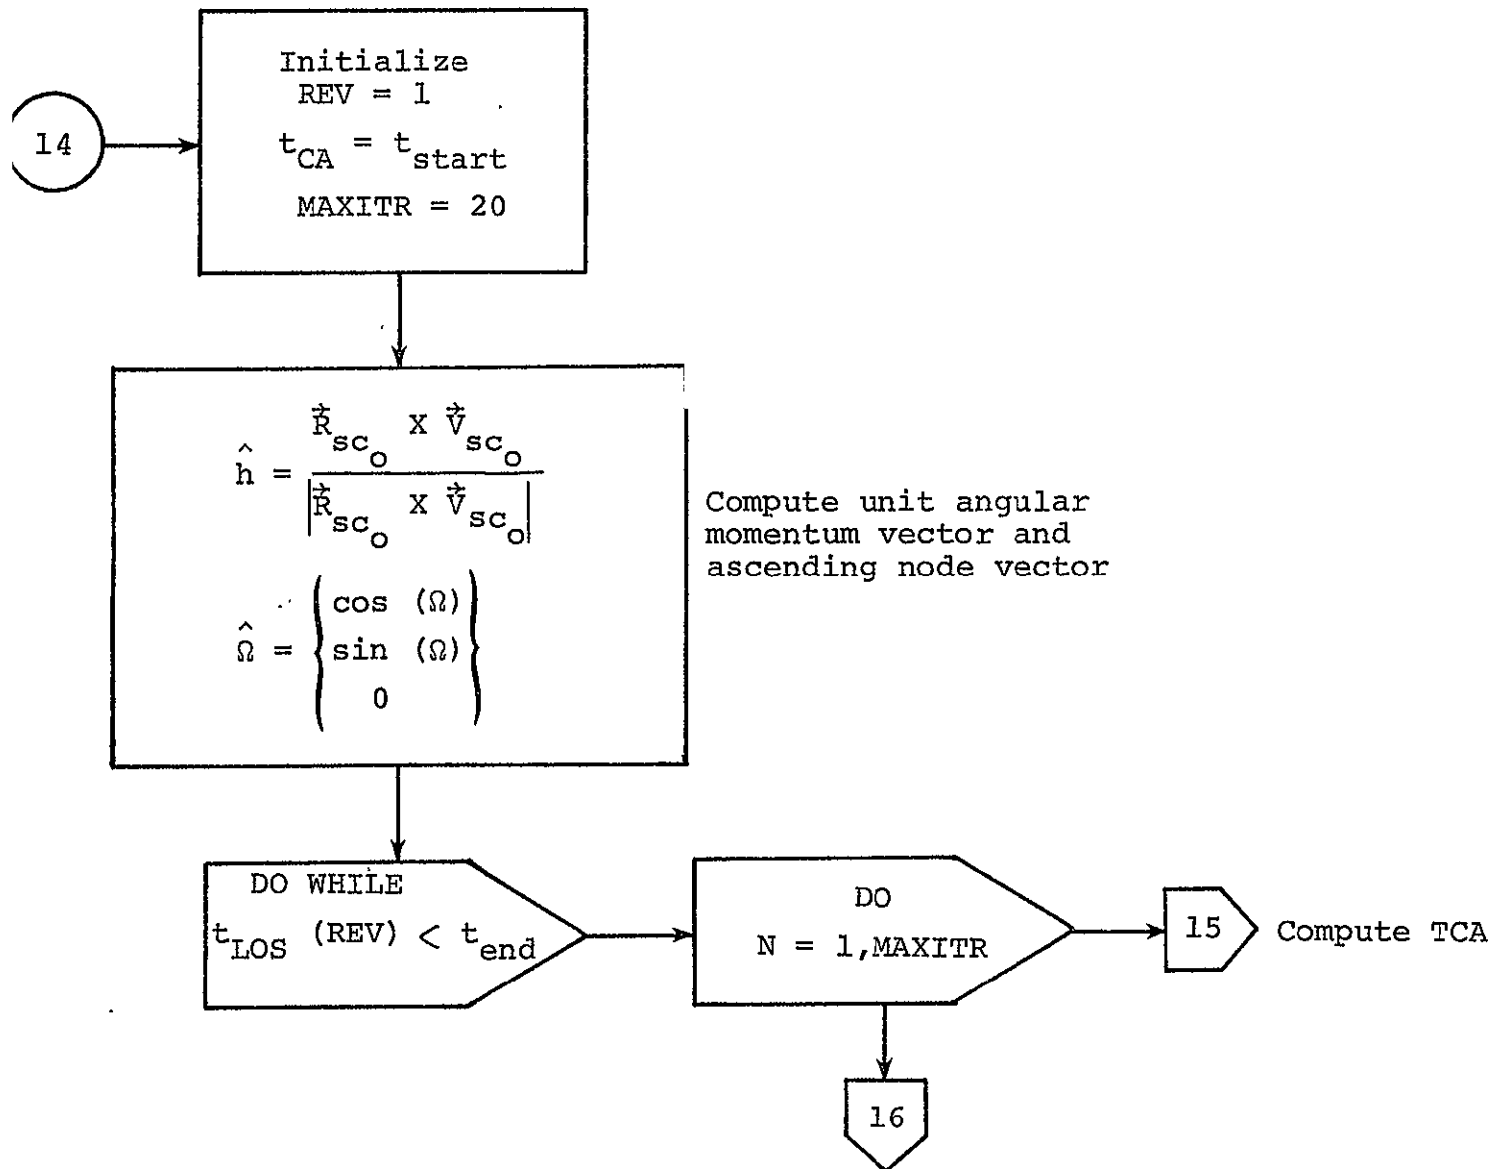 14
Initialize
REV = 1
t_CA = t_start
MAXITR = 20
ĥ = (R⃗_sc_o X V⃗_sc_o) / |R⃗_sc_o X V⃗_sc_o|
Ω̂ = { cos (Ω)
sin (Ω)
0 }
Compute unit angular
momentum vector and
ascending node vector
DO WHILE
t_LOS (REV) < t_end
DO
N = 1,MAXITR
15
Compute TCA
16